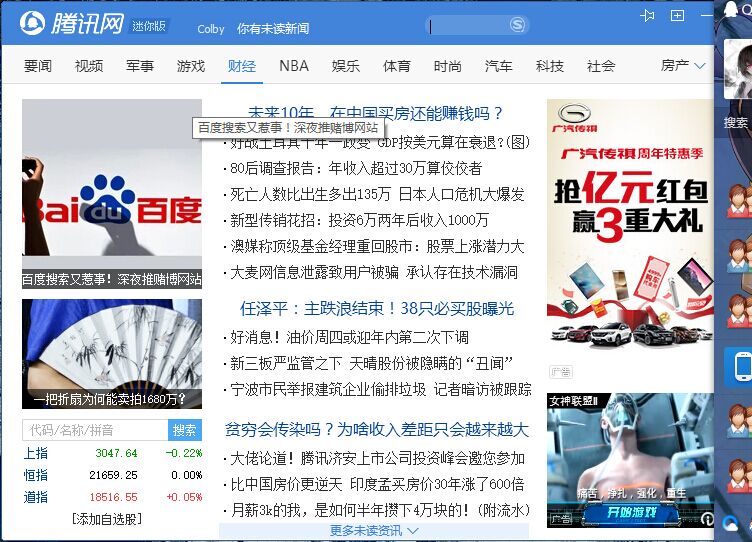 腾讯网 迷你版
Colby 你有未读新闻
要闻 视频 军事 游戏 财经 NBA 娱乐 体育 时尚 汽车 科技 社会 房产
Bai du 百度
百度搜索又惹事！深夜推赌博网站
一把折扇为何能卖拍1680万？
代码/名称/拼音 搜索
上指 3047.64 -0.22%
恒指 21659.25 0.00%
道指 18516.55 +0.05%
[添加自选股]
未来10年，在中国买房还能赚钱吗？
百度搜索又惹事！深夜推赌博网站
好战土耳其十年一政变 GDP按美元算在衰退?(图)
80后调查报告：年收入超过30万算佼佼者
死亡人数比出生多出135万 日本人口危机大爆发
新型传销花招：投资6万两年后收入1000万
澳媒称顶级基金经理重回股市：股票上涨潜力大
大麦网信息泄露致用户被骗 承认存在技术漏洞
任泽平：主跌浪结束！38只必买股曝光
好消息！油价周四或迎年内第二次下调
新三板严监管之下 天晴股份被隐瞒的“丑闻”
宁波市民举报建筑企业偷排垃圾 记者暗访被跟踪
贫穷会传染吗？为啥收入差距只会越来越大
大佬论道！腾讯济安上市公司投资峰会邀您参加
比中国房价更逆天 印度孟买房价30年涨了600倍
月薪3k的我，是如何半年攒下4万块的！(附流水)
更多未读资讯
广汽传祺
广汽传祺周年特惠季
抢亿元红包
赢3重大礼
广告
女神联盟II
痛苦，挣扎，强化，重生
开始游戏
广告
搜索